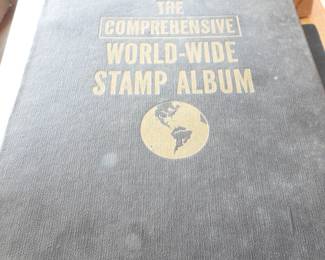 THE
COMPREHENSIVE
WORLD-WIDE
STAMP ALBUM